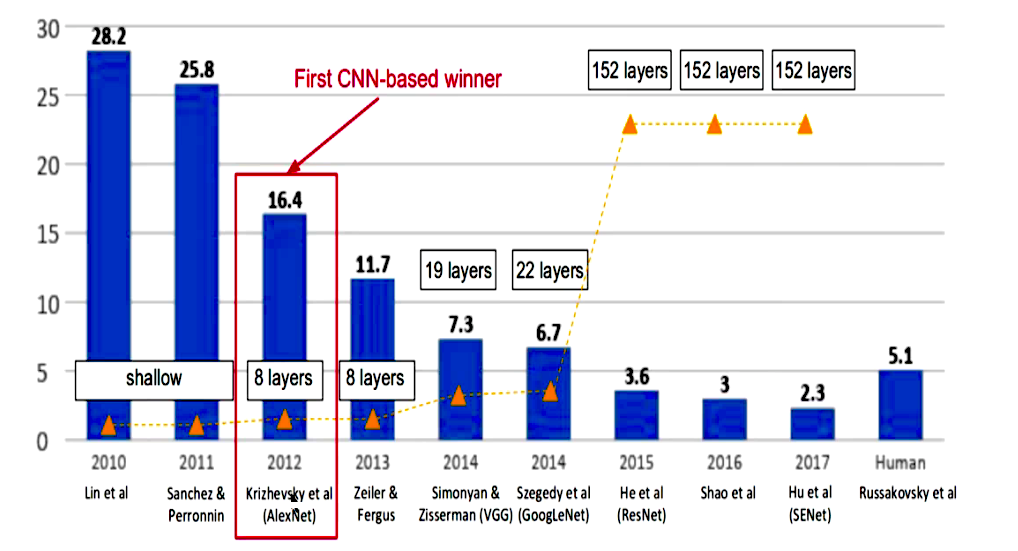 30
28.2
25.8
First CNN-based winner
152 layers
152 layers
152 layers
25
20
16.4
15
11.7
19 layers
22 layers
10
7.3
6.7
5
shallow
8 layers
8 layers
3.6
3
2.3
5.1
0
2010
2011
2012
2013
2014
2014
2015
2016
2017
Human
Lin et al
Sanchez &
Perronnin
Krizhevsky et al
(AlexNet)
Zeiler &
Fergus
Simonyan &
Zisserman (VGG)
Szegedy et al
(GoogLeNet)
He et al
(ResNet)
Shao et al
Hu et al
(SENet)
Russakovsky et al